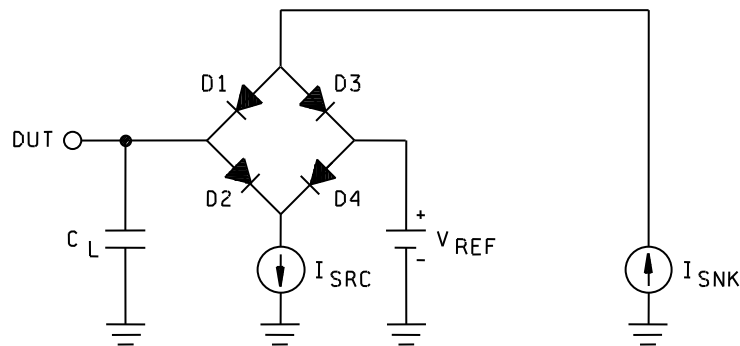 D1
D3
DUT
D2
D4
+
C L
V REF
-
I SRC
I SNK